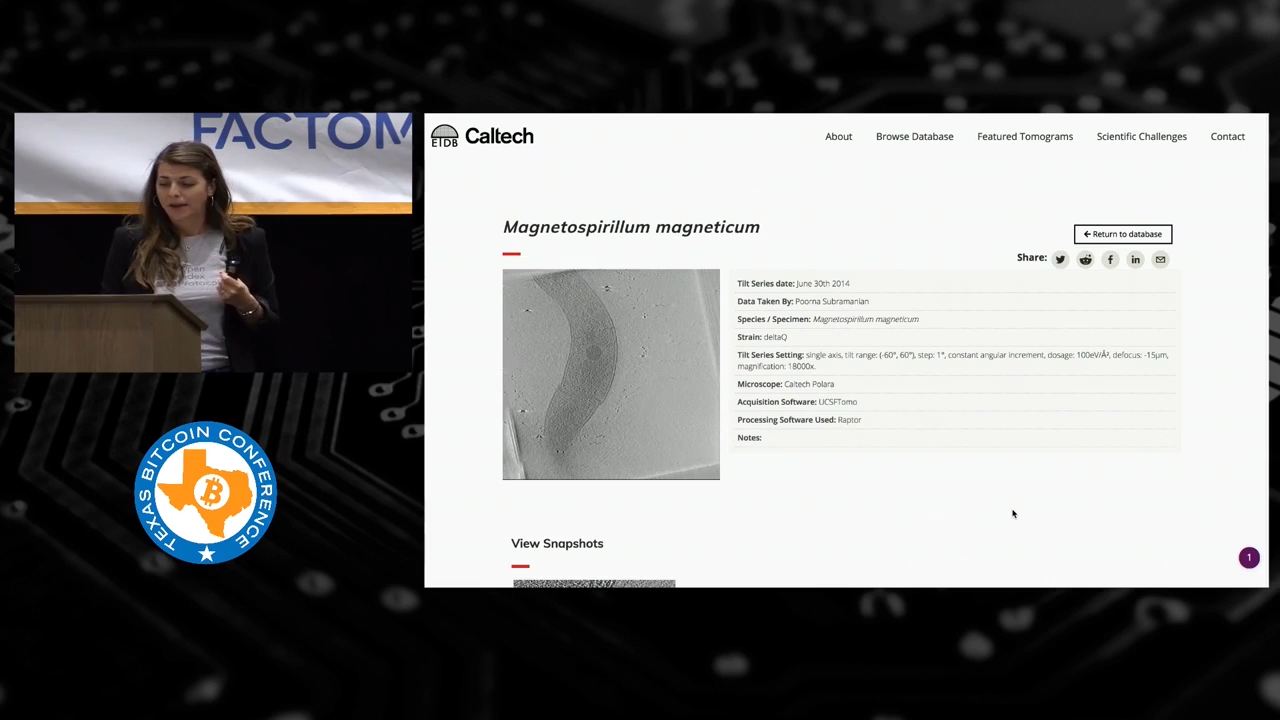 FACTOM
TEXAS BITCOIN CONFERENCE
EIDB
Caltech
About
Browse Database
Featured Tomograms
Scientific Challenges
Contact
Magnetospirillum magneticum
← Return to database
Share:
Tilt Series date: June 30th 2014
Data Taken By: Poorna Subramanian
Species / Specimen: Magnetospirillum magneticum
Strain: deltaQ
Tilt Series Setting: single axis, tilt range: (-60°, 60°), step: 1°, constant angular increment, dosage: 100eV/Å², defocus: -15μm,
magnification: 18000x.
Microscope: Caltech Polara
Acquisition Software: UCSFTomo
Processing Software Used: Raptor
Notes:
View Snapshots
1